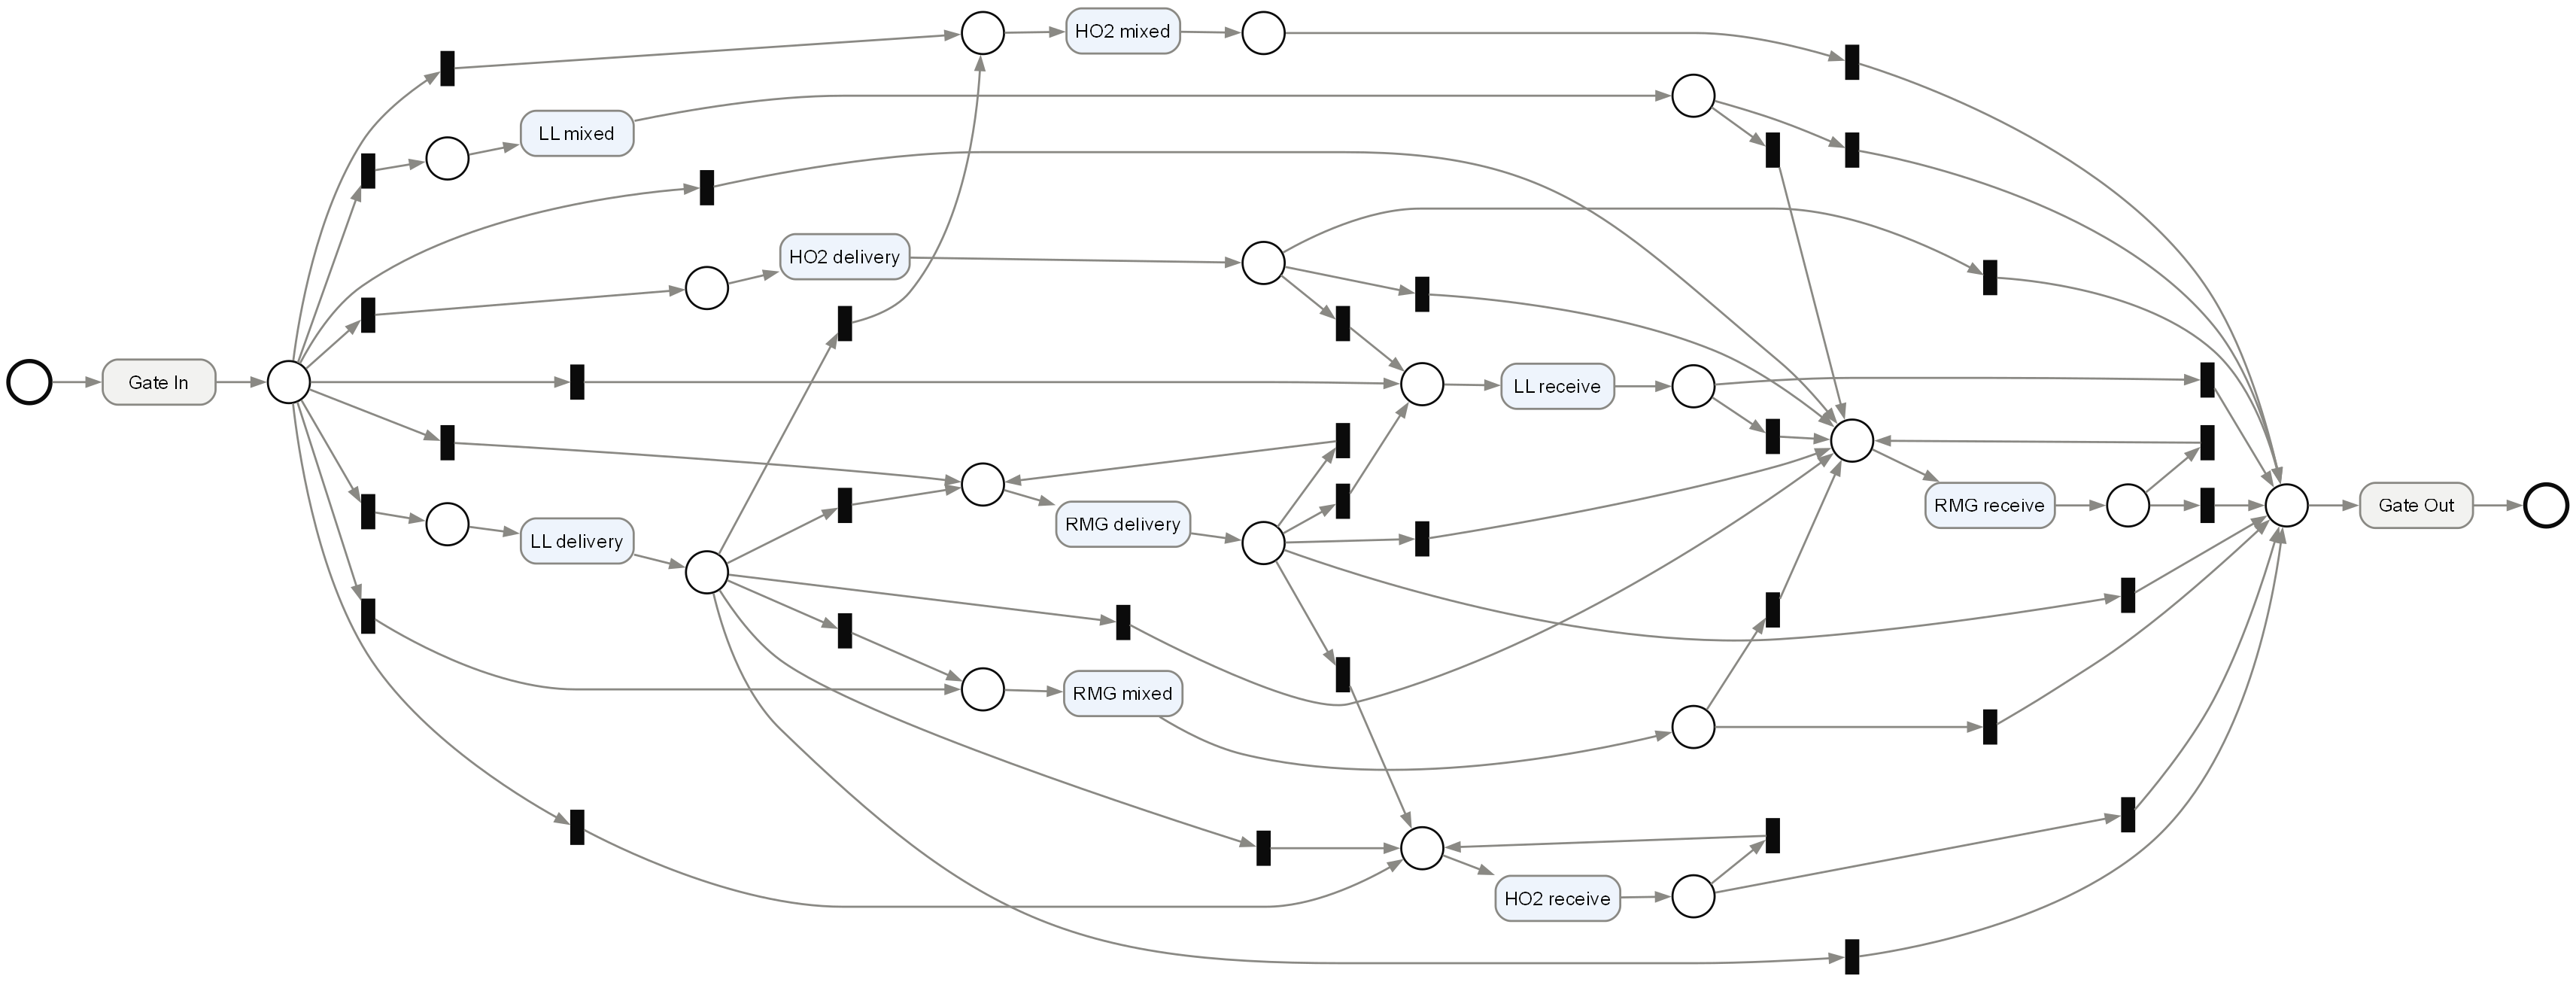 HO2 mixed
LL mixed
HO2 delivery
Gate In
LL receive
RMG delivery
RMG receive
Gate Out
LL delivery
RMG mixed
HO2 receive